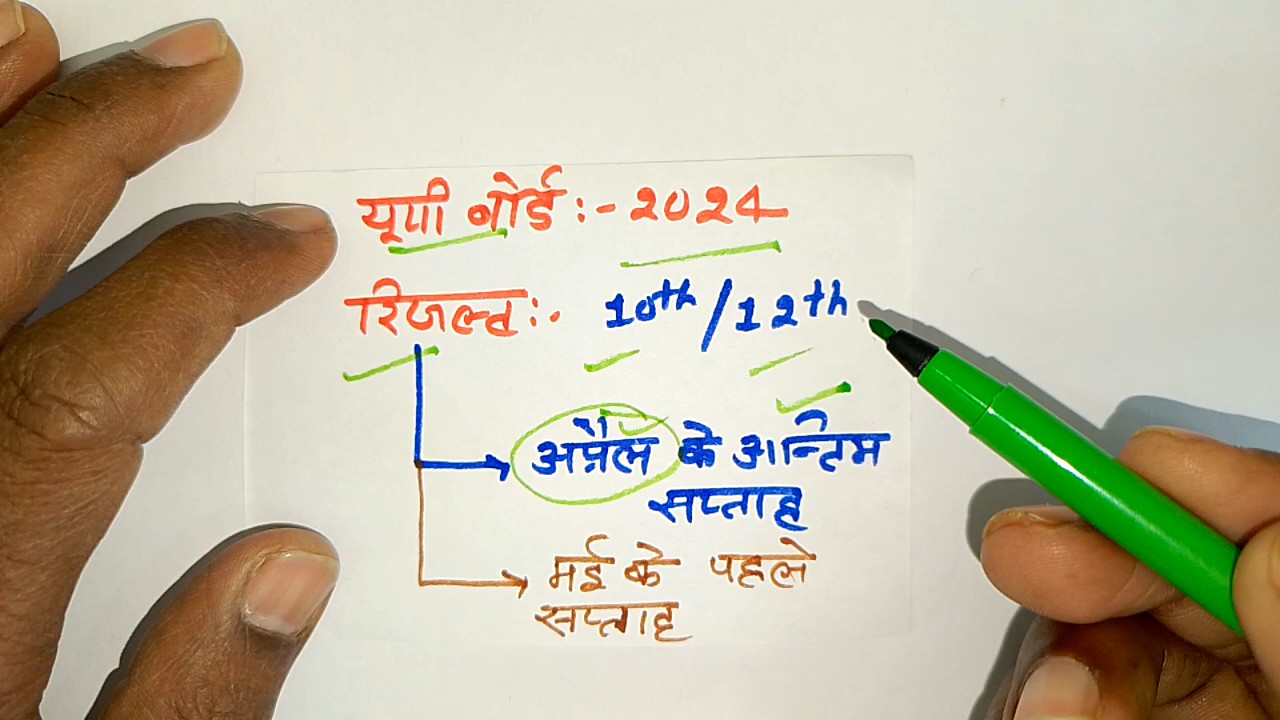 यूपी बोर्ड :- 2024
रिजल्ट :- 10th / 12th
अप्रैल के अन्तिम
सप्ताह
मई के पहले
सप्ताह